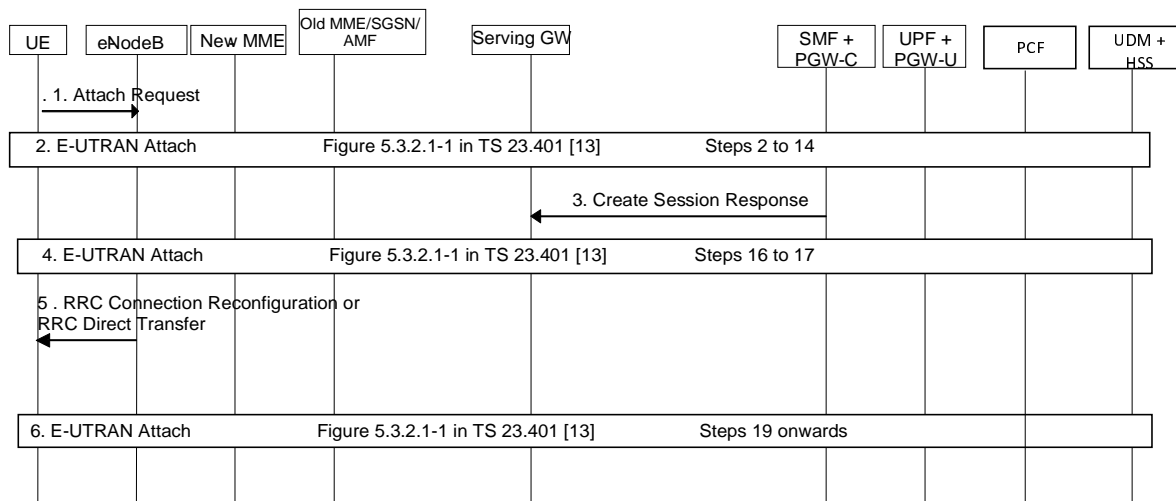 UE
eNodeB
New MME
Old MME/SGSN/
AMF
Serving GW
SMF +
PGW-C
UPF +
PGW-U
PCF
UDM +
HSS
. 1. Attach Request
2. E-UTRAN Attach Figure 5.3.2.1-1 in TS 23.401 [13] Steps 2 to 14
3. Create Session Response
4. E-UTRAN Attach Figure 5.3.2.1-1 in TS 23.401 [13] Steps 16 to 17
5 . RRC Connection Reconfiguration or
RRC Direct Transfer
6. E-UTRAN Attach Figure 5.3.2.1-1 in TS 23.401 [13] Steps 19 onwards